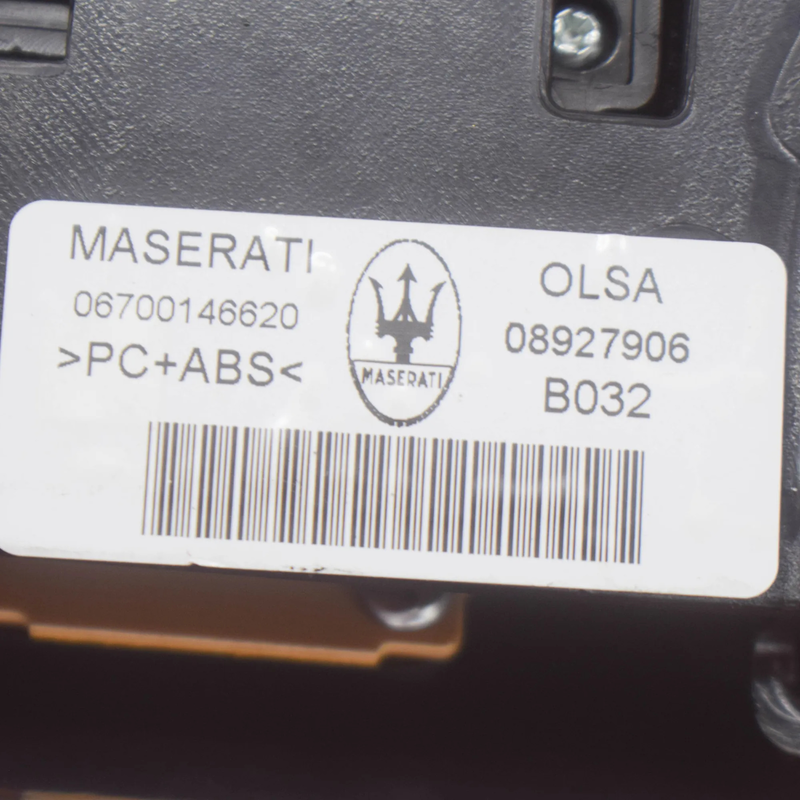 MASERATI
06700146620
>PC+ABS<
MASERATI
OLSA
08927906
B032